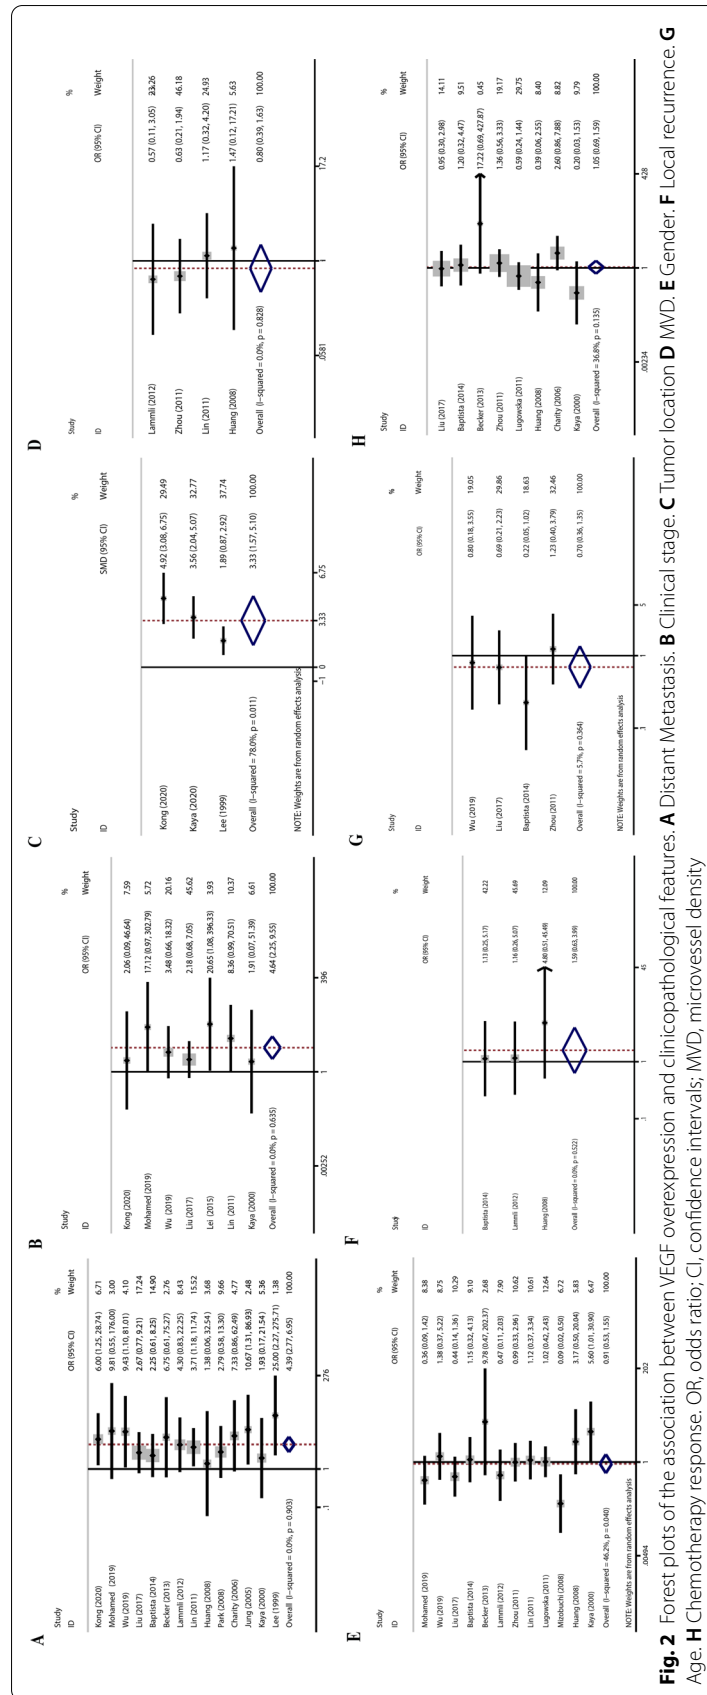 A
Study % 
ID OR (95% CI) Weight
Kong (2020) 6.00 (1.25, 28.74) 6.71
Mohamed (2019) 9.81 (0.55, 176.00) 3.00
Wu (2019) 9.43 (1.10, 81.01) 4.10
Liu (2017) 2.67 (0.77, 9.21) 17.24
Baptista (2014) 2.25 (0.61, 8.25) 14.90
Becker (2013) 6.75 (0.61, 75.27) 2.76
Lammli (2012) 4.30 (0.83, 22.25) 8.43
Lin (2011) 3.71 (1.18, 11.74) 15.52
Huang (2008) 1.38 (0.06, 32.54) 3.68
Park (2008) 2.79 (0.58, 13.30) 9.66
Charity (2006) 7.33 (0.86, 62.49) 4.77
Jung (2005) 10.67 (1.31, 86.93) 2.48
Kaya (2000) 1.93 (0.17, 21.54) 5.36
Lee (1999) 25.00 (2.27, 275.71) 1.38
Overall (I−squared = 0.0%, p = 0.903) 4.39 (2.77, 6.95) 100.00
.1 1 276
B
Study %
ID OR (95% CI) Weight
Kong (2020) 2.06 (0.09, 46.64) 7.59
Mohamed (2019) 17.12 (0.97, 302.79) 5.72
Wu (2019) 3.48 (0.66, 18.32) 20.16
Liu (2017) 2.18 (0.68, 7.05) 45.62
Lei (2015) 20.65 (1.08, 396.33) 3.93
Lin (2011) 8.36 (0.99, 70.51) 10.37
Kaya (2000) 1.91 (0.07, 51.39) 6.61
Overall (I−squared = 0.0%, p = 0.635) 4.64 (2.25, 9.55) 100.00
.00252 1 396
C
Study %
ID SMD (95% CI) Weight
Kong (2020) 4.92 (3.08, 6.75) 29.49
Kaya (2020) 3.56 (2.04, 5.07) 32.77
Lee (1999) 1.89 (0.87, 2.92) 37.74
Overall (I−squared = 78.0%, p = 0.011) 3.33 (1.57, 5.10) 100.00
NOTE: Weights are from random effects analysis
−1 0 3.33 6.75
D
Study %
ID OR (95% CI) Weight
Lammli (2012) 0.57 (0.11, 3.05) 23.26
Zhou (2011) 0.63 (0.21, 1.94) 46.18
Lin (2011) 1.17 (0.32, 4.20) 24.93
Huang (2008) 1.47 (0.12, 17.21) 5.63
Overall (I−squared = 0.0%, p = 0.828) 0.80 (0.39, 1.63) 100.00
.0581 1 17.2
E
Study %
ID OR (95% CI) Weight
Mohamed (2019) 0.36 (0.09, 1.42) 8.38
Wu (2019) 1.38 (0.37, 5.22) 8.75
Liu (2017) 0.44 (0.14, 1.36) 10.29
Baptista (2014) 1.15 (0.32, 4.13) 9.10
Becker (2013) 9.78 (0.47, 202.37) 2.68
Lammli (2012) 0.47 (0.11, 2.03) 7.90
Zhou (2011) 0.99 (0.33, 2.96) 10.62
Lin (2011) 1.12 (0.37, 3.34) 10.61
Lugowska (2011) 1.02 (0.42, 2.43) 12.64
Mizobuchi (2008) 0.09 (0.02, 0.50) 6.72
Huang (2008) 3.17 (0.50, 20.04) 5.83
Kaya (2000) 5.60 (1.01, 30.90) 6.47
Overall (I−squared = 46.2%, p = 0.040) 0.91 (0.53, 1.55) 100.00
NOTE: Weights are from random effects analysis
.00494 1 202
F
Study %
ID OR (95% CI) Weight
Baptista (2014) 1.13 (0.25, 5.17) 42.22
Lammli (2012) 1.16 (0.26, 5.07) 45.69
Huang (2008) 4.80 (0.51, 45.49) 12.09
Overall (I−squared = 0.0%, p = 0.522) 1.59 (0.63, 3.99) 100.00
.1 1 45
G
Study %
ID OR (95% CI) Weight
Wu (2019) 0.80 (0.18, 3.55) 19.05
Liu (2017) 0.69 (0.21, 2.23) 29.86
Baptista (2014) 0.22 (0.05, 1.02) 18.63
Zhou (2011) 1.23 (0.40, 3.79) 32.46
Overall (I−squared = 5.7%, p = 0.364) 0.70 (0.36, 1.35) 100.00
NOTE: Weights are from random effects analysis
.1 1 5
H
Study %
ID OR (95% CI) Weight
Liu (2017) 0.95 (0.30, 2.98) 14.11
Baptista (2014) 1.20 (0.32, 4.47) 9.51
Becker (2013) 17.22 (0.69, 427.87) 0.45
Zhou (2011) 1.36 (0.56, 3.33) 19.17
Lugowska (2011) 0.59 (0.24, 1.44) 29.75
Huang (2008) 0.39 (0.06, 2.55) 8.40
Charity (2006) 2.60 (0.86, 7.88) 8.82
Kaya (2000) 0.20 (0.03, 1.53) 9.79
Overall (I−squared = 36.8%, p = 0.135) 1.05 (0.69, 1.59) 100.00
.00234 1 428
Fig. 2 Forest plots of the association between VEGF overexpression and clinicopathological features. A Distant Metastasis. B Clinical stage. C Tumor location D MVD. E Gender. F Local recurrence. G
Age. H Chemotherapy response. OR, odds ratio; CI, confidence intervals; MVD, microvessel density